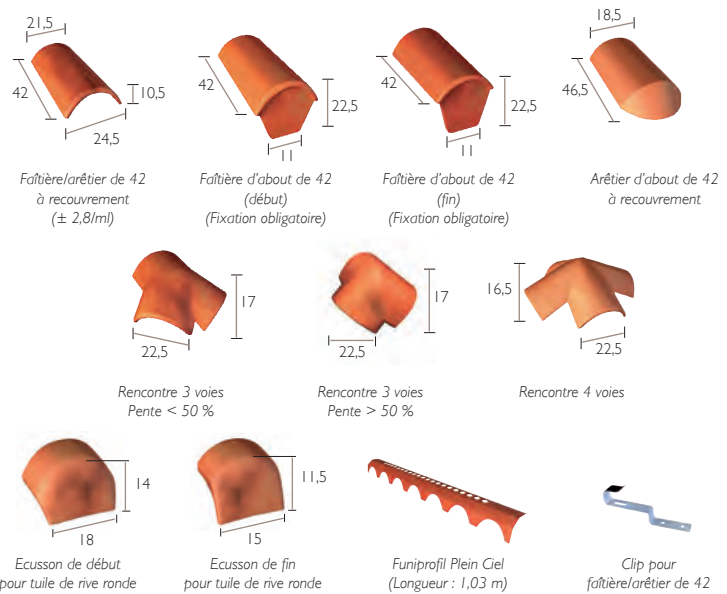 21,5
42
10,5
24,5
Faîtière/arêtier de 42
à recouvrement
(± 2,8/ml)
42
22,5
11
Faîtière d'about de 42
(début)
(Fixation obligatoire)
42
22,5
11
Faîtière d'about de 42
(fin)
(Fixation obligatoire)
18,5
46,5
Arêtier d'about de 42
à recouvrement
17
22,5
Rencontre 3 voies
Pente < 50 %
17
22,5
Rencontre 3 voies
Pente > 50 %
16,5
22,5
Rencontre 4 voies
14
18
Ecusson de début
pour tuile de rive ronde
11,5
15
Ecusson de fin
pour tuile de rive ronde
Funiprofil Plein Ciel
(Longueur : 1,03 m)
Clip pour
faîtière/arêtier de 42